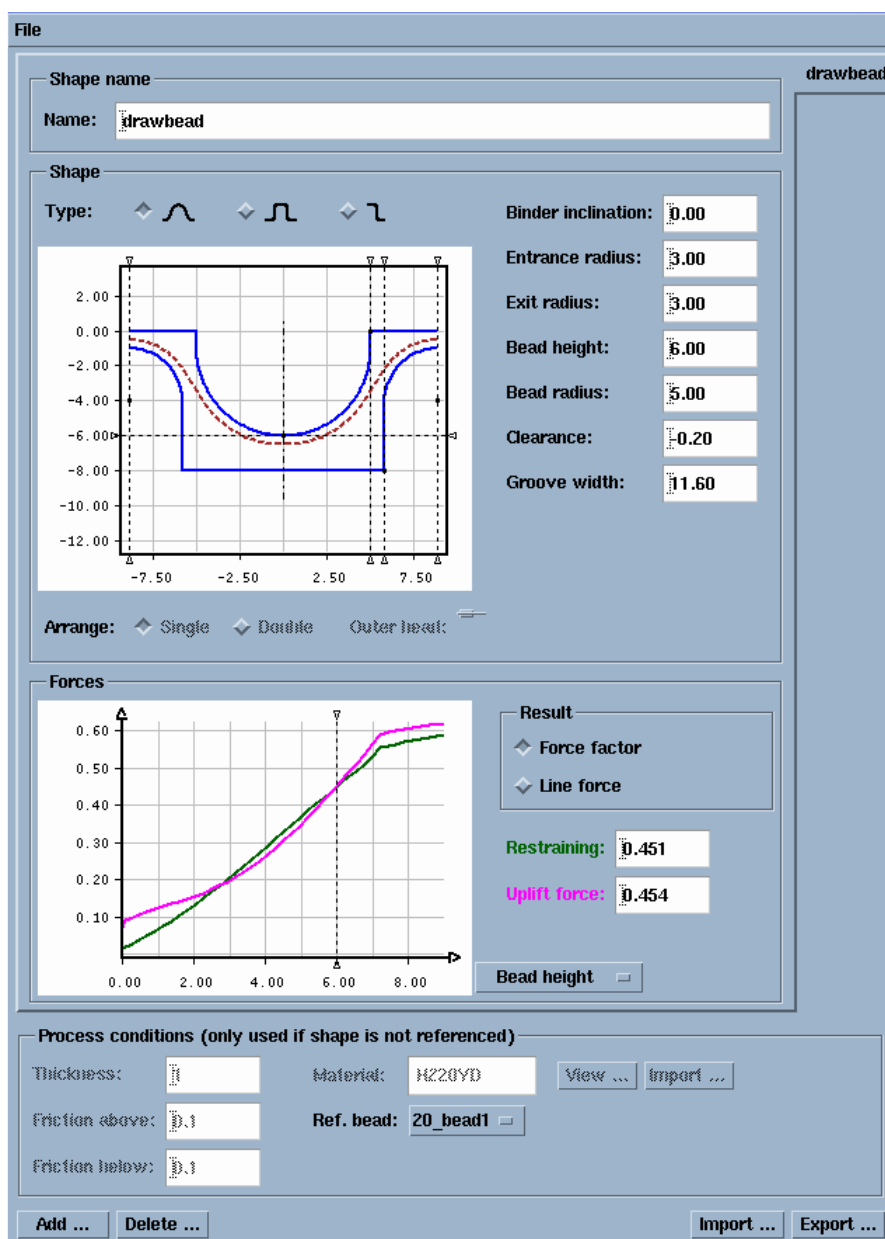 File
drawbead
Shape name
Name: drawbead
Shape
Type:
Binder inclination: 0.00
Entrance radius: 3.00
Exit radius: 3.00
Bead height: 6.00
Bead radius: 5.00
Clearance: -0.20
Groove width: 11.60
2.00
0.00
-2.00
-4.00
-6.00
-8.00
-10.00
-12.00
-7.50 -2.50 2.50 7.50
Arrange: Single Double Outer bead:
Forces
0.60
0.50
0.40
0.30
0.20
0.10
0.00 2.00 4.00 6.00 8.00
Result
Force factor
Line force
Restraining: 0.451
Uplift force: 0.454
Bead height
Process conditions (only used if shape is not referenced)
Thickness: 1 Material: H220YD View ... Import ...
Friction above: 0.1 Ref. bead: 20_bead1
Friction below: 0.1
Add ... Delete ... Import ... Export ...